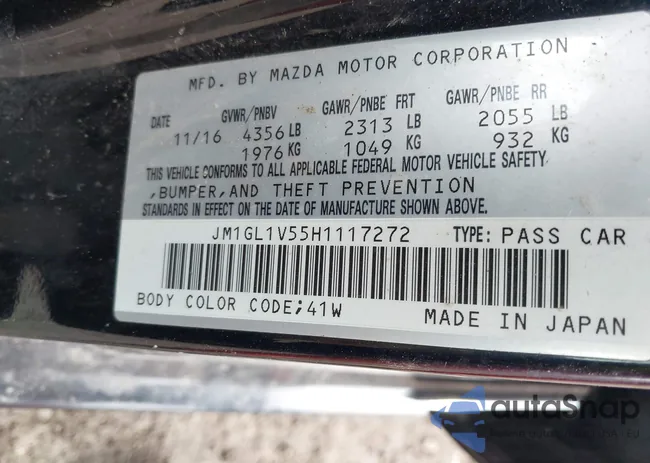 MFD. BY MAZDA MOTOR CORPORATION
DATE GVWR/PNBV GAWR/PNBE FRT GAWR/PNBE RR
11/16 4356 LB 2313 LB 2055 LB
1976 KG 1049 KG 932 KG
THIS VEHICLE CONFORMS TO ALL APPLICABLE FEDERAL MOTOR VEHICLE SAFETY
,BUMPER,AND THEFT PREVENTION
STANDARDS IN EFFECT ON THE DATE OF MANUFACTURE SHOWN ABOVE.
JM1GL1V55H1117272 TYPE: PASS CAR
BODY COLOR CODE;41W MADE IN JAPAN
autoSnap